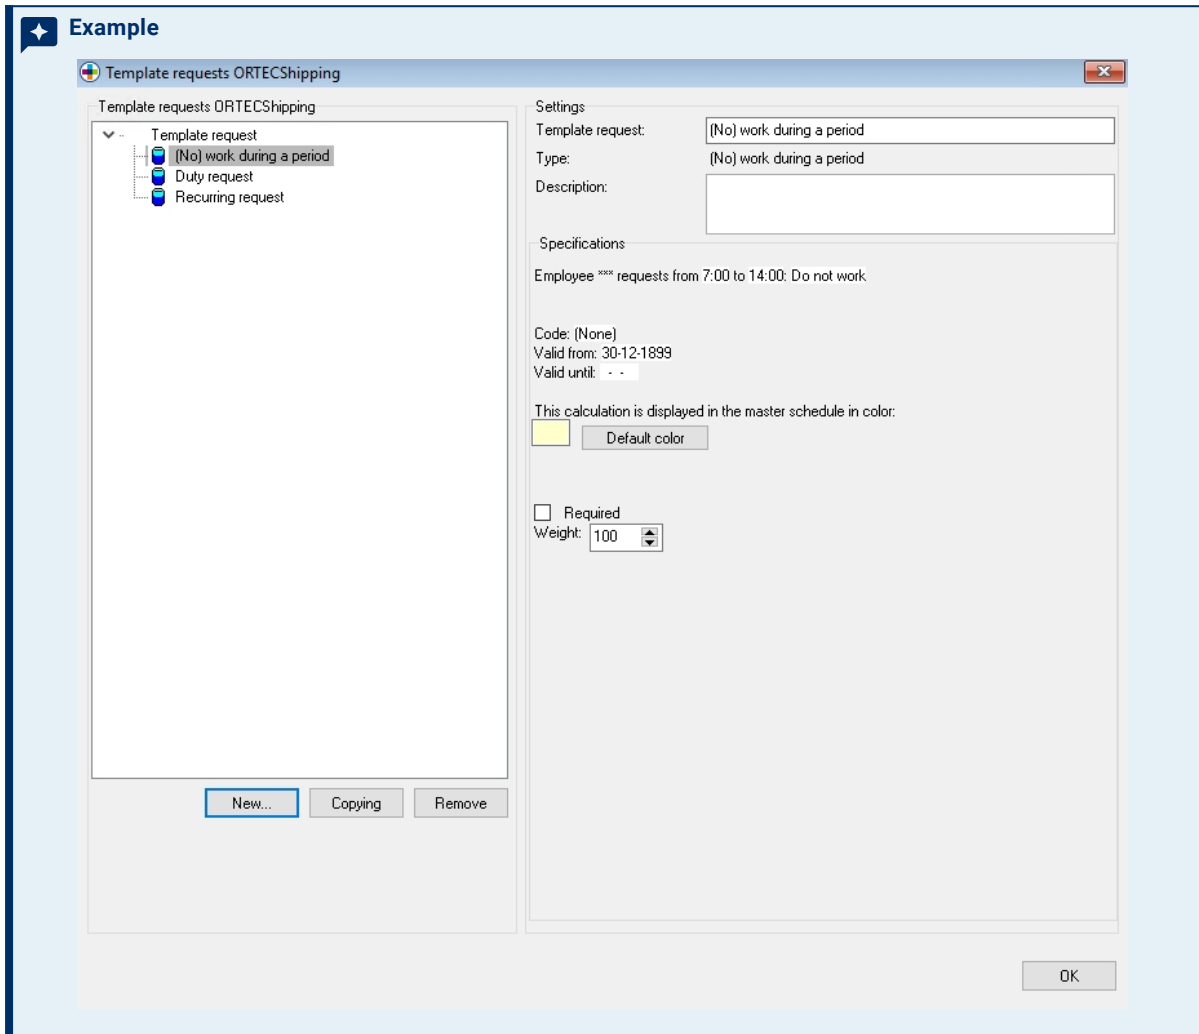 Example
Template requests ORTECShipping
Template requests ORTECShipping
Template request
(No) work during a period
Duty request
Recurring request
New...
Copying
Remove
Settings
Template request: (No) work during a period
Type: (No) work during a period
Description:
Specifications
Employee *** requests from 7:00 to 14:00: Do not work
Code: (None)
Valid from: 30-12-1899
Valid until: - -
This calculation is displayed in the master schedule in color:
Default color
Required
Weight: 100
OK